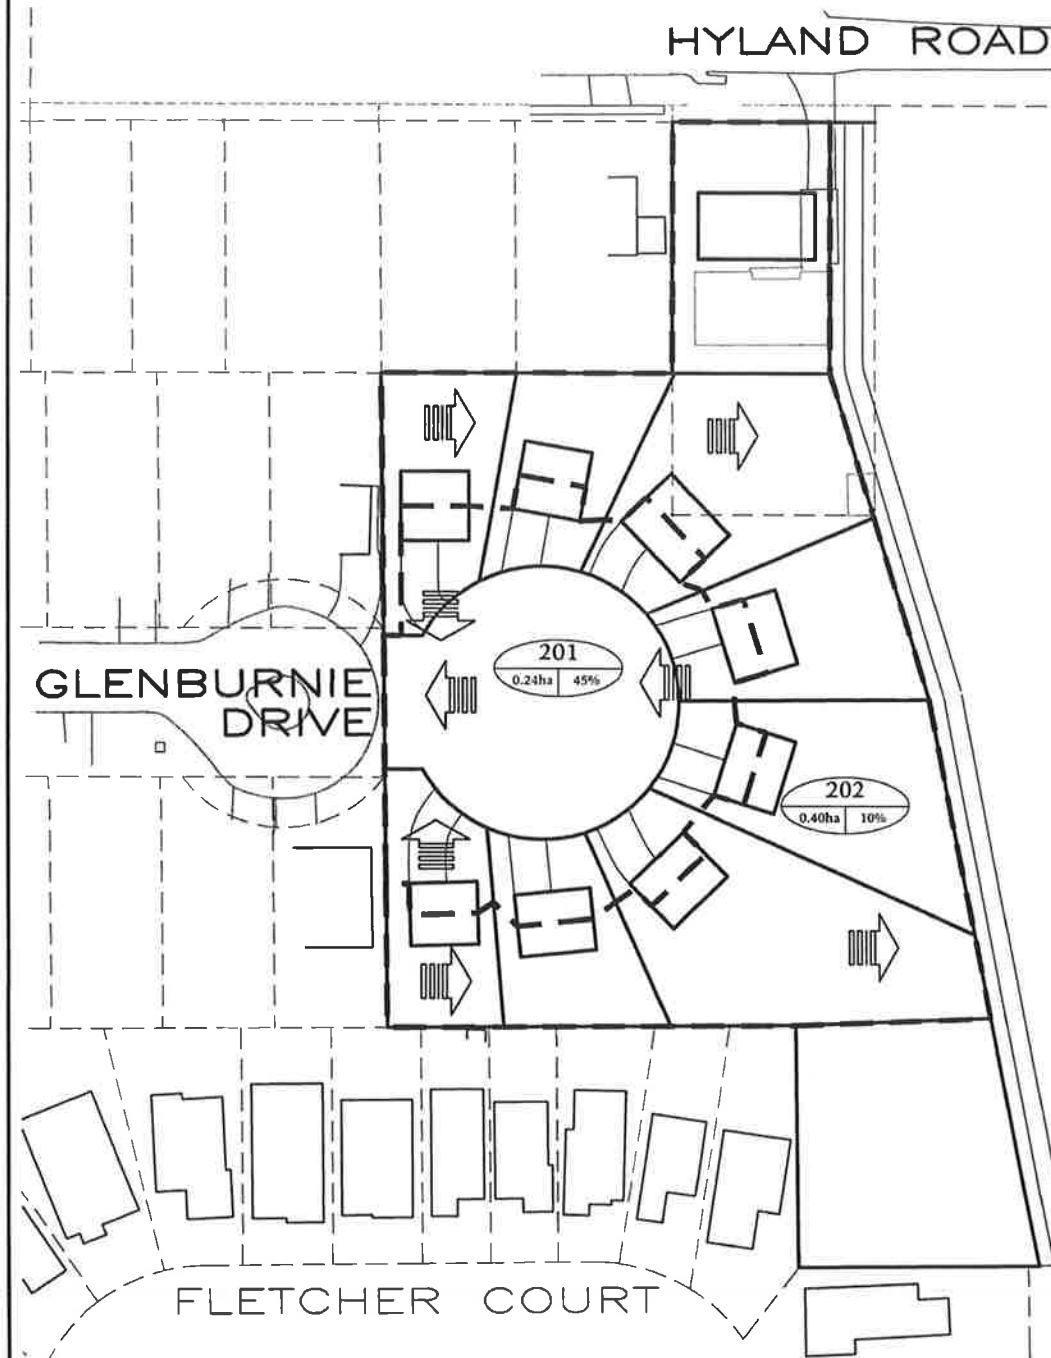 HYLAND ROAD
201
0.24ha 45%
GLENBURNIE
DRIVE
202
0.40ha 10%
FLETCHER COURT